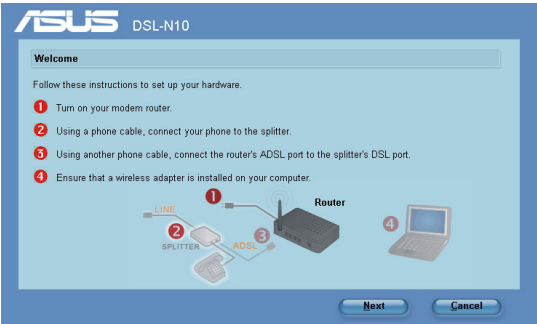 ASUS DSL-N10
Welcome
Follow these instructions to set up your hardware.
1 Turn on your modem router.
2 Using a phone cable, connect your phone to the splitter.
3 Using another phone cable, connect the router's ADSL port to the splitter's DSL port.
4 Ensure that a wireless adapter is installed on your computer.
1
Router
LINE
2
3
4
SPLITTER
ADSL
Next
Cancel